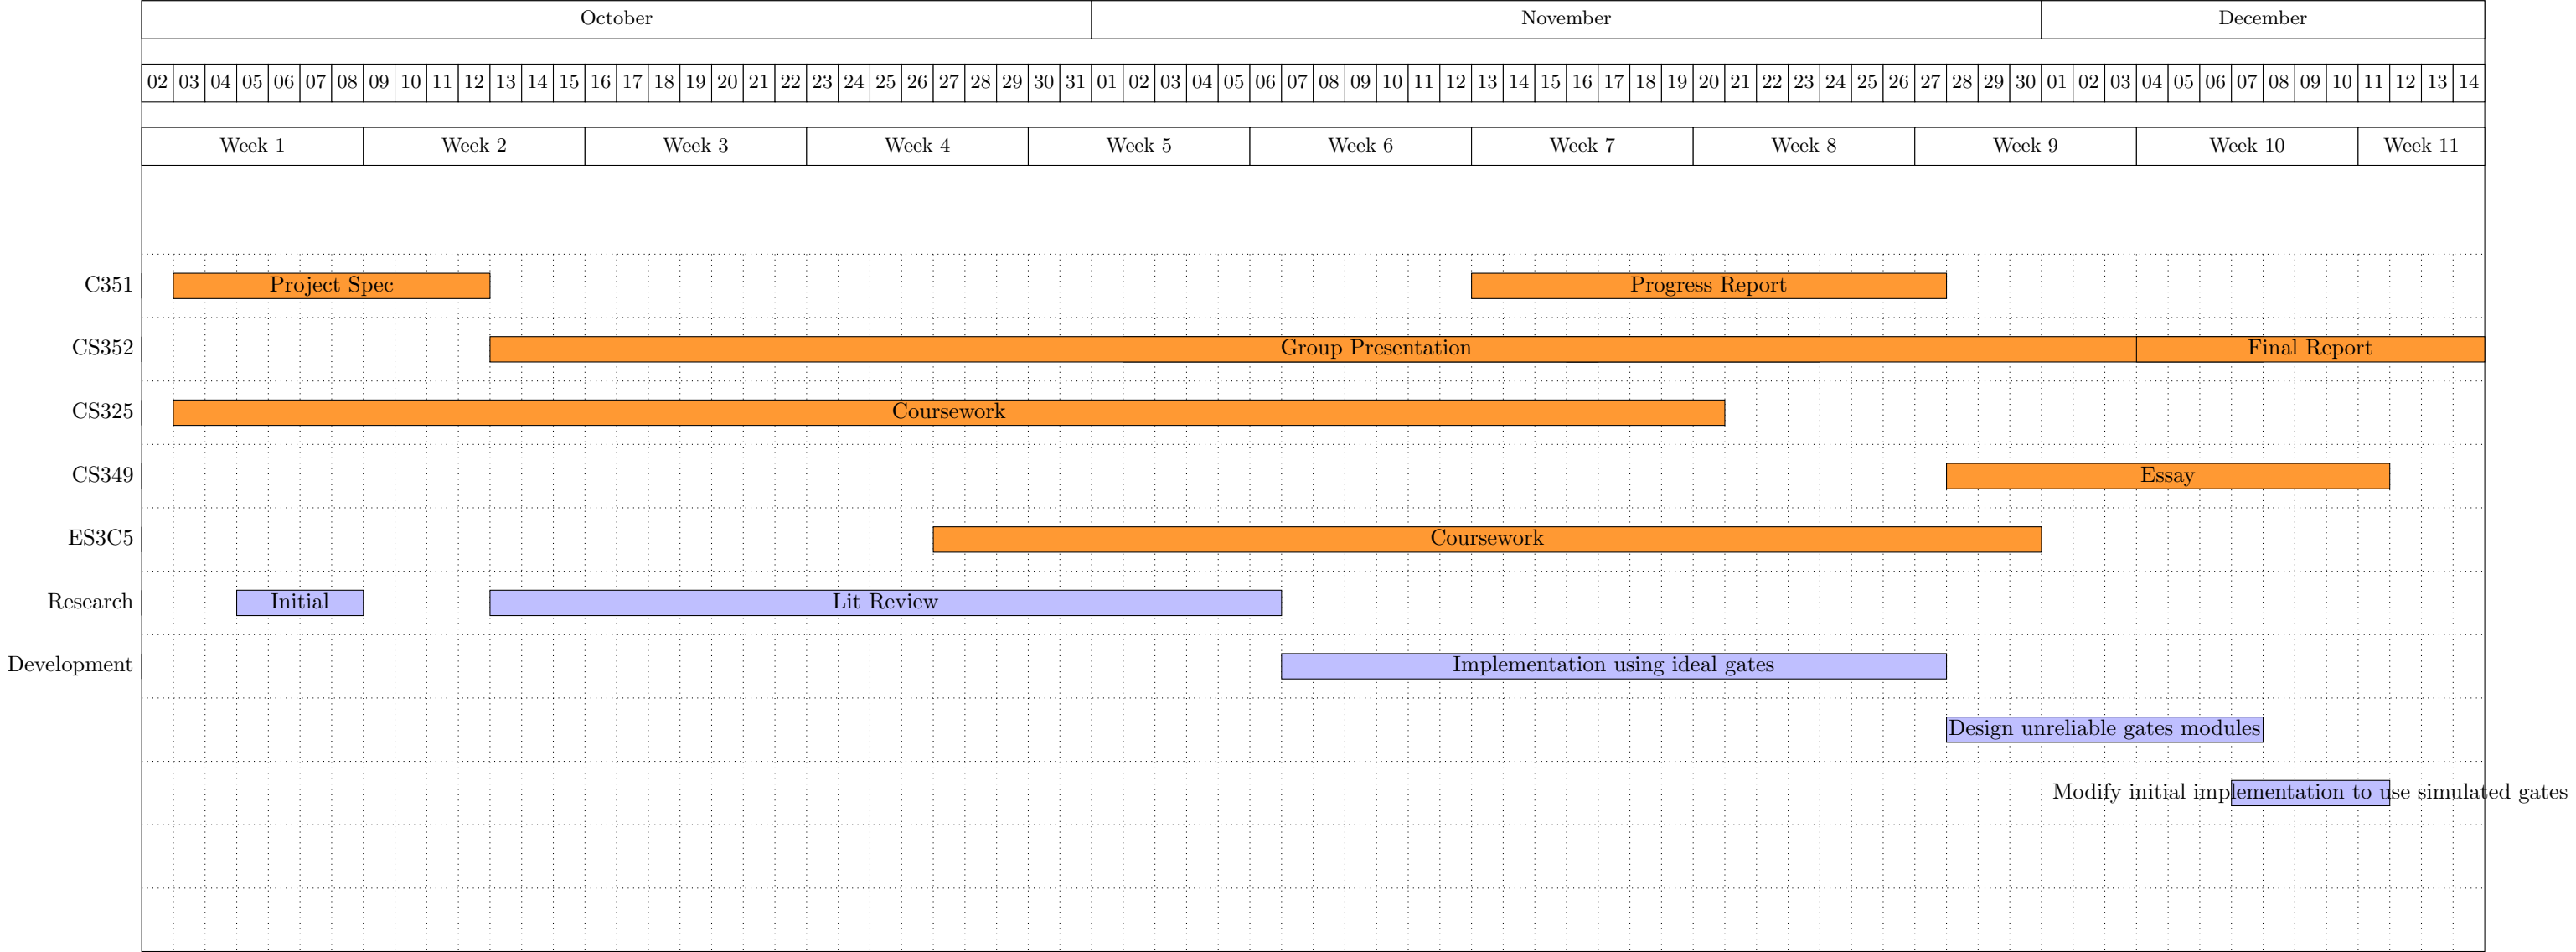 October November December
02 03 04 05 06 07 08 09 10 11 12 13 14 15 16 17 18 19 20 21 22 23 24 25 26 27 28 29 30 31 01 02 03 04 05 06 07 08 09 10 11 12 13 14 15 16 17 18 19 20 21 22 23 24 25 26 27 28 29 30 01 02 03 04 05 06 07 08 09 10 11 12 13 14
Week 1 Week 2 Week 3 Week 4 Week 5 Week 6 Week 7 Week 8 Week 9 Week 10 Week 11
C351 Project Spec Progress Report
CS352 Group Presentation Final Report
CS325 Coursework
CS349 Essay
ES3C5 Coursework
Research Initial Lit Review
Development Implementation using ideal gates
Design unreliable gates modules
Modify initial implementation to use simulated gates